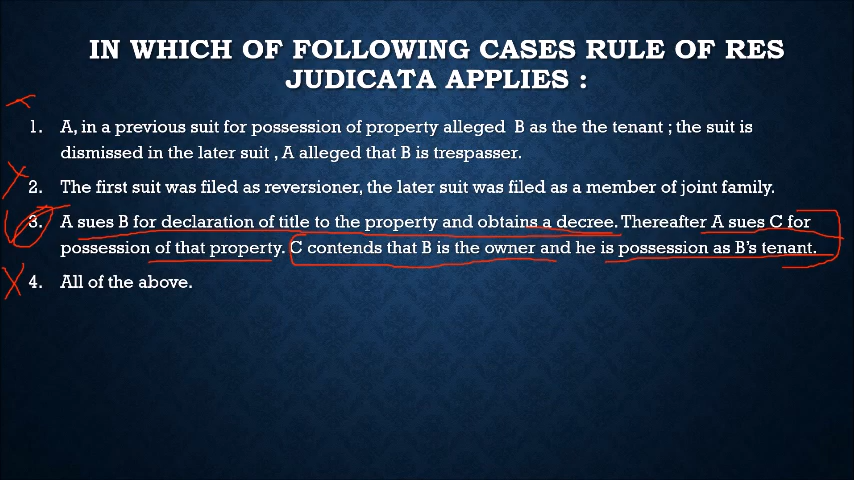 IN WHICH OF FOLLOWING CASES RULE OF RES
JUDICATA APPLIES :
1. A, in a previous suit for possession of property alleged B as the the tenant ; the suit is
dismissed in the later suit , A alleged that B is trespasser.
2. The first suit was filed as reversioner, the later suit was filed as a member of joint family.
3. A sues B for declaration of title to the property and obtains a decree. Thereafter A sues C for
possession of that property. C contends that B is the owner and he is possession as B's tenant.
4. All of the above.